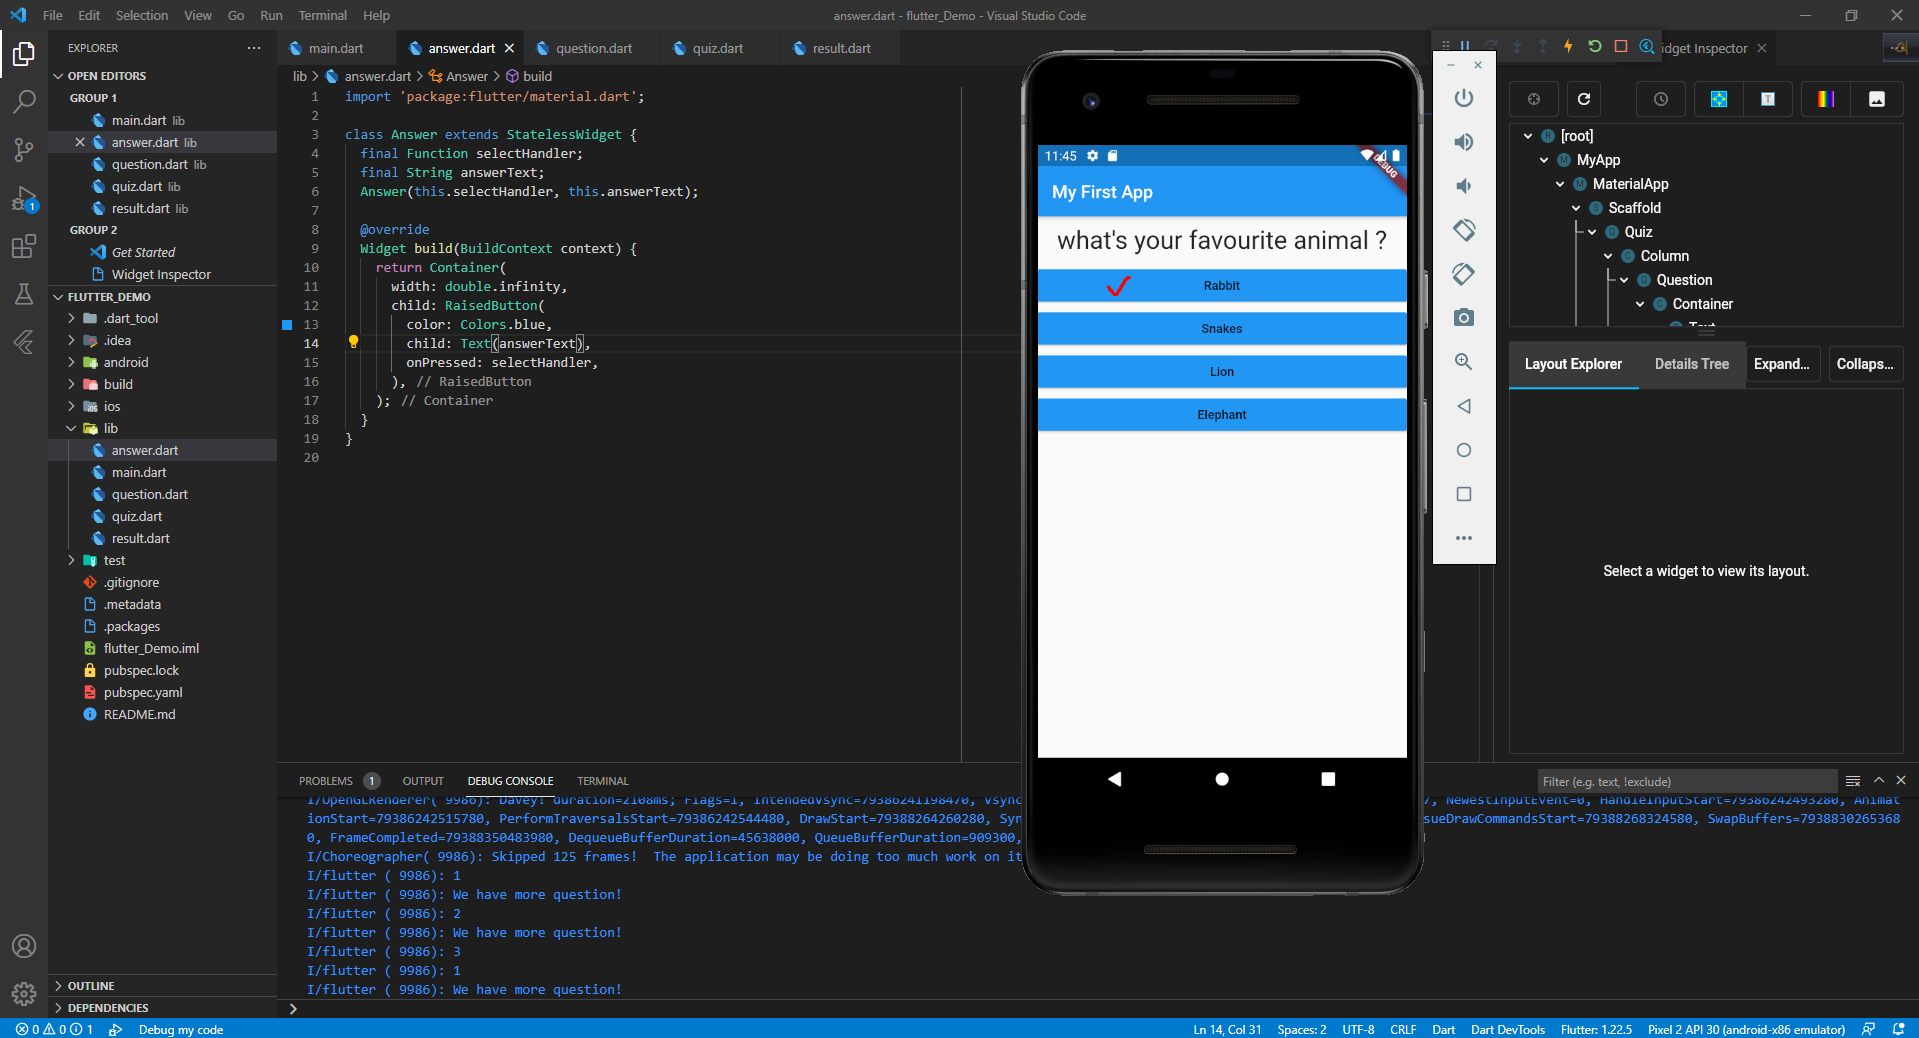 File Edit Selection View Go Run Terminal Help
answer.dart - flutter_Demo - Visual Studio Code
EXPLORER
OPEN EDITORS
GROUP 1
main.dart lib
answer.dart lib
question.dart lib
quiz.dart lib
result.dart lib
GROUP 2
Get Started
Widget Inspector
FLUTTER_DEMO
.dart_tool
.idea
android
build
ios
lib
answer.dart
main.dart
question.dart
quiz.dart
result.dart
test
.gitignore
.metadata
.packages
flutter_Demo.iml
pubspec.lock
pubspec.yaml
README.md
OUTLINE
DEPENDENCIES
main.dart answer.dart question.dart quiz.dart result.dart
lib > answer.dart > Answer > build
1 import 'package:flutter/material.dart';
2
3 class Answer extends StatelessWidget {
4 final Function selectHandler;
5 final String answerText;
6 Answer(this.selectHandler, this.answerText);
7
8 @override
9 Widget build(BuildContext context) {
10 return Container(
11 width: double.infinity,
12 child: RaisedButton(
13 color: Colors.blue,
14 child: Text(answerText),
15 onPressed: selectHandler,
16 ), // RaisedButton
17 ); // Container
18 }
19 }
20
11:45
DEBUG
My First App
what's your favourite animal ?
Rabbit
Snakes
Lion
Elephant
idget Inspector
[root]
MyApp
MaterialApp
Scaffold
Quiz
Column
Question
Container
Text
Layout Explorer Details Tree Expand... Collaps...
Select a widget to view its layout.
PROBLEMS 1 OUTPUT DEBUG CONSOLE TERMINAL
Filter (e.g. text, !exclude)
I/OpenGLRenderer( 9986): Davey! duration=2108ms; Flags=1, IntendedVsync=79386241198470, Vsync 7, NewestInputEvent=0, HandleInputStart=79386242493280, Animat
ionStart=79386242515780, PerformTraversalsStart=79386242544480, DrawStart=79388264260280, Syn sueDrawCommandsStart=79388268324580, SwapBuffers=7938830265368
0, FrameCompleted=79388350483980, DequeueBufferDuration=45638000, QueueBufferDuration=909300,
I/Choreographer( 9986): Skipped 125 frames! The application may be doing too much work on it
I/flutter ( 9986): 1
I/flutter ( 9986): We have more question!
I/flutter ( 9986): 2
I/flutter ( 9986): We have more question!
I/flutter ( 9986): 3
I/flutter ( 9986): 1
I/flutter ( 9986): We have more question!
0 0 1 Debug my code
Ln 14, Col 31 Spaces: 2 UTF-8 CRLF Dart Dart DevTools Flutter: 1.22.5 Pixel 2 API 30 (android-x86 emulator)